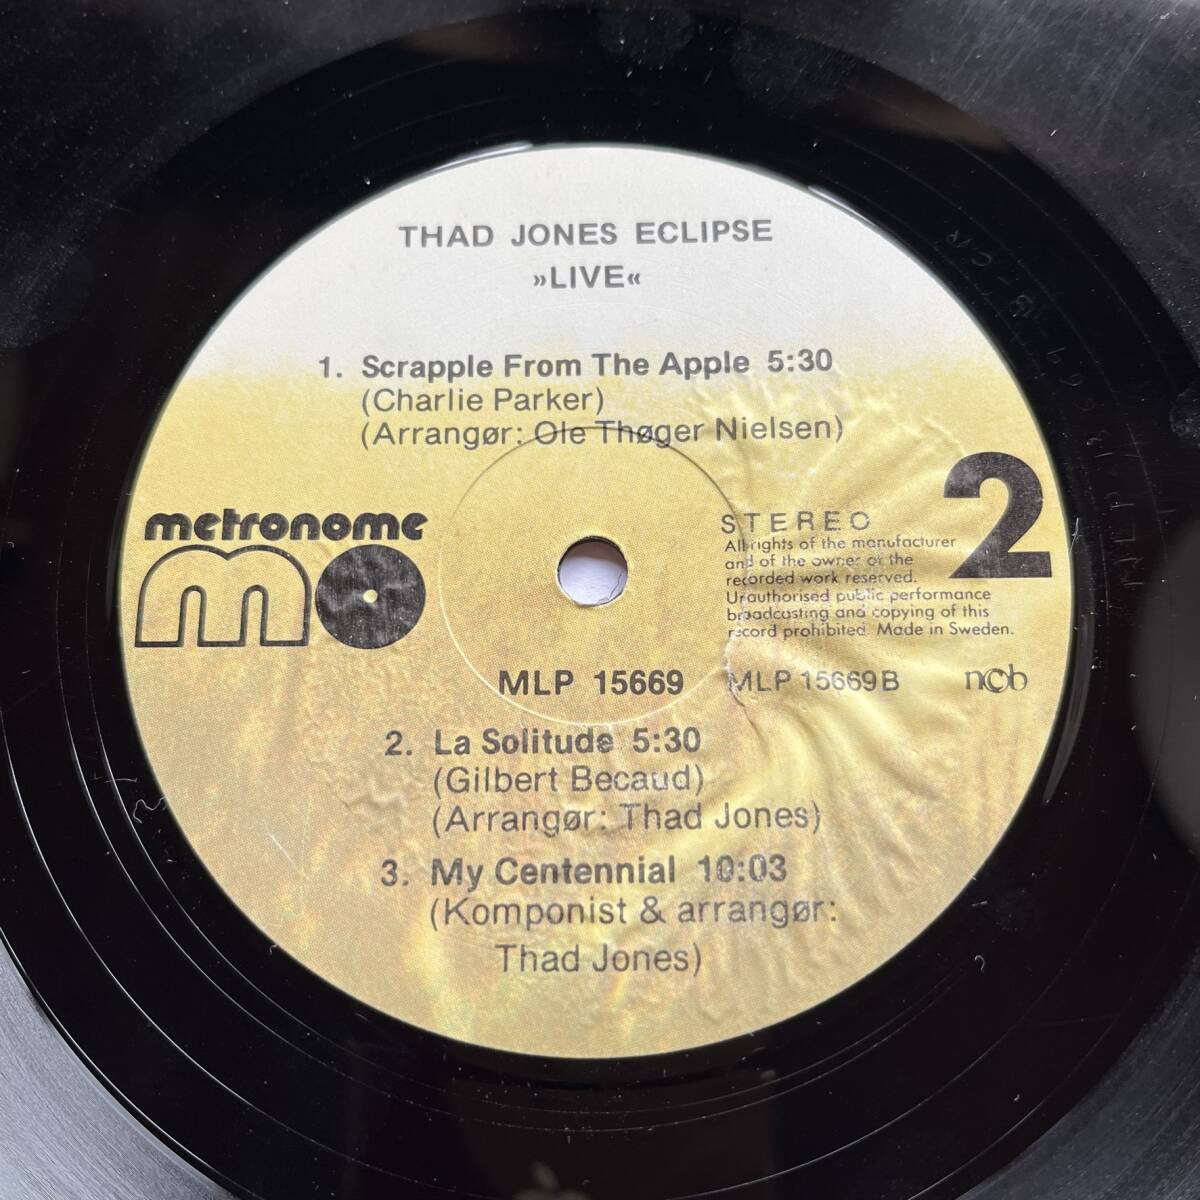 THAD JONES ECLIPSE
»LIVE«
1. Scrapple From The Apple 5:30
(Charlie Parker)
(Arrangør: Ole Thøger Nielsen)
metronome
2
STEREO
All rights of the manufacturer
and of the owner of the
recorded work reserved.
Unauthorised public performance
broadcasting and copying of this
record prohibited. Made in Sweden.
MLP 15669
MLP 15669 B
ncb
2. La Solitude 5:30
(Gilbert Becaud)
(Arrangør: Thad Jones)
3. My Centennial 10:03
(Komponist & arrangør:
Thad Jones)